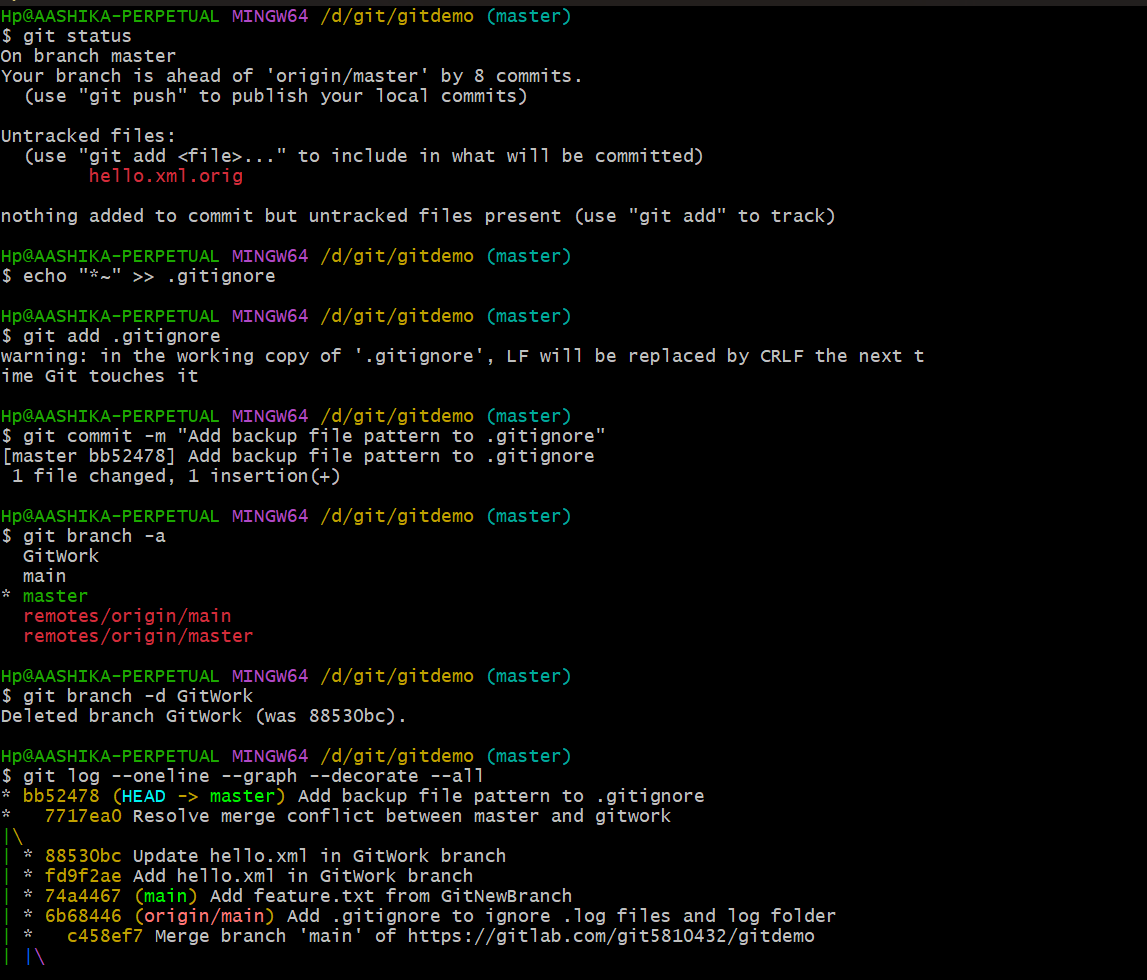 Hp@AASHIKA-PERPETUAL MINGW64 /d/git/gitdemo (master)
$ git status
On branch master
Your branch is ahead of 'origin/master' by 8 commits.
  (use "git push" to publish your local commits)

Untracked files:
  (use "git add <file>..." to include in what will be committed)
        hello.xml.orig

nothing added to commit but untracked files present (use "git add" to track)

Hp@AASHIKA-PERPETUAL MINGW64 /d/git/gitdemo (master)
$ echo "*~" >> .gitignore

Hp@AASHIKA-PERPETUAL MINGW64 /d/git/gitdemo (master)
$ git add .gitignore
warning: in the working copy of '.gitignore', LF will be replaced by CRLF the next t
ime Git touches it

Hp@AASHIKA-PERPETUAL MINGW64 /d/git/gitdemo (master)
$ git commit -m "Add backup file pattern to .gitignore"
[master bb52478] Add backup file pattern to .gitignore
 1 file changed, 1 insertion(+)

Hp@AASHIKA-PERPETUAL MINGW64 /d/git/gitdemo (master)
$ git branch -a
  GitWork
  main
* master
  remotes/origin/main
  remotes/origin/master

Hp@AASHIKA-PERPETUAL MINGW64 /d/git/gitdemo (master)
$ git branch -d GitWork
Deleted branch GitWork (was 88530bc).

Hp@AASHIKA-PERPETUAL MINGW64 /d/git/gitdemo (master)
$ git log --oneline --graph --decorate --all
* bb52478 (HEAD -> master) Add backup file pattern to .gitignore
*   7717ea0 Resolve merge conflict between master and gitwork
|\
| * 88530bc Update hello.xml in GitWork branch
| * fd9f2ae Add hello.xml in GitWork branch
| * 74a4467 (main) Add feature.txt from GitNewBranch
| * 6b68446 (origin/main) Add .gitignore to ignore .log files and log folder
| *   c458ef7 Merge branch 'main' of https://gitlab.com/git5810432/gitdemo
| |\